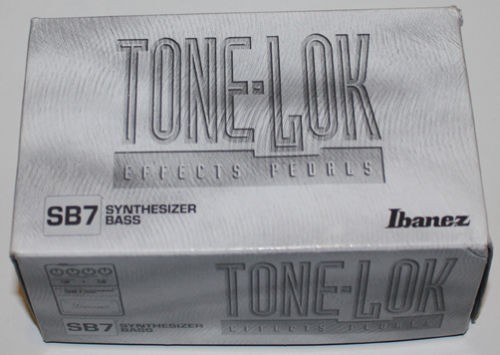 TONE-LOK
EFFECTS PEDALS
SB7 SYNTHESIZER
BASS
Ibanez
TONE-LOK
EFFECTS PEDALS
SB7 SYNTHESIZER
BASS